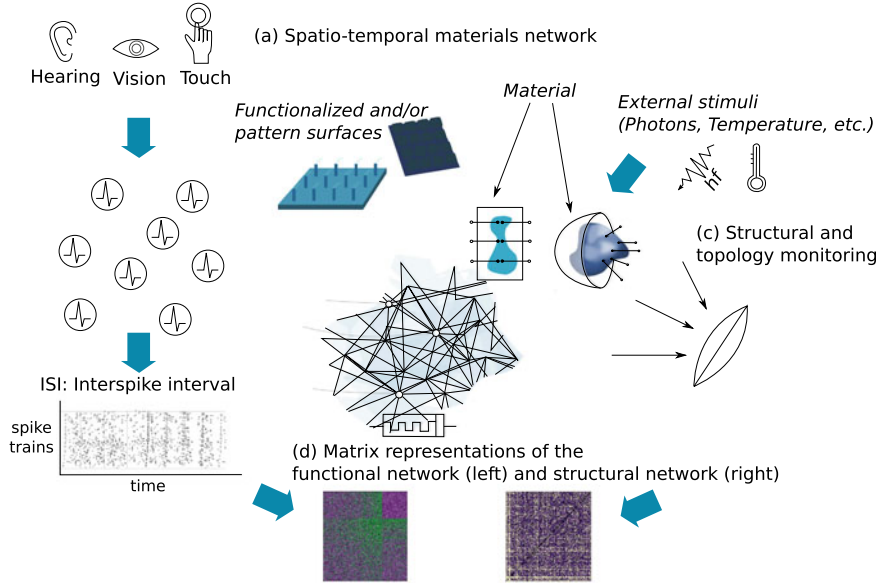 (a) Spatio-temporal materials network
Hearing
Vision
Touch
Functionalized and/or
pattern surfaces
Material
External stimuli
(Photons, Temperature, etc.)
hf
(c) Structural and
topology monitoring
ISI: Interspike interval
spike
trains
time
(d) Matrix representations of the
functional network (left) and structural network (right)